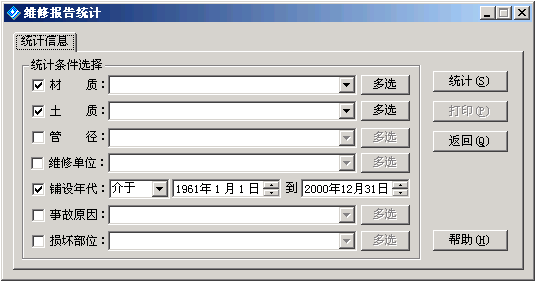 维修报告统计
统计信息
统计条件选择
材 质: 多选
统计(S)
土 质: 多选
打印(P)
管 径: 多选
返回(Q)
维修单位: 多选
铺设年代: 介于 1961年 1 月 1 日 到 2000年12月31日
事故原因: 多选
损坏部位: 多选
帮助(H)